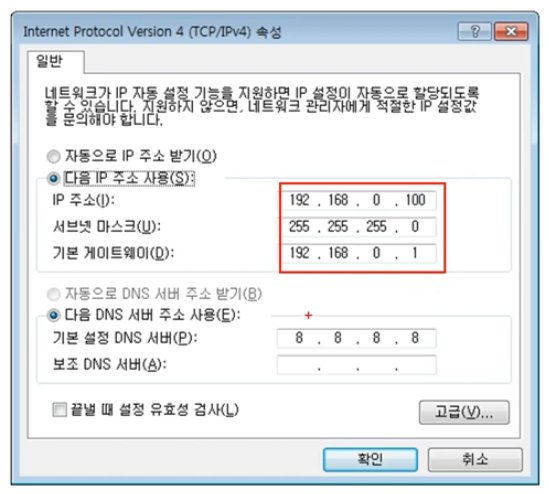 Internet Protocol Version 4 (TCP/IPv4) 속성
일반
네트워크가 IP 자동 설정 기능을 지원하면 IP 설정이 자동으로 할당되도록
할 수 있습니다. 지원하지 않으면, 네트워크 관리자에게 적절한 IP 설정값
을 문의해야 합니다.
자동으로 IP 주소 받기(O)
다음 IP 주소 사용(S):
IP 주소(I): 192 . 168 . 0 . 100
서브넷 마스크(U): 255 . 255 . 255 . 0
기본 게이트웨이(D): 192 . 168 . 0 . 1
자동으로 DNS 서버 주소 받기(B)
다음 DNS 서버 주소 사용(E):
기본 설정 DNS 서버(P): 8 . 8 . 8 . 8
보조 DNS 서버(A): . . .
끝낼 때 설정 유효성 검사(L)
고급(V)...
확인 취소